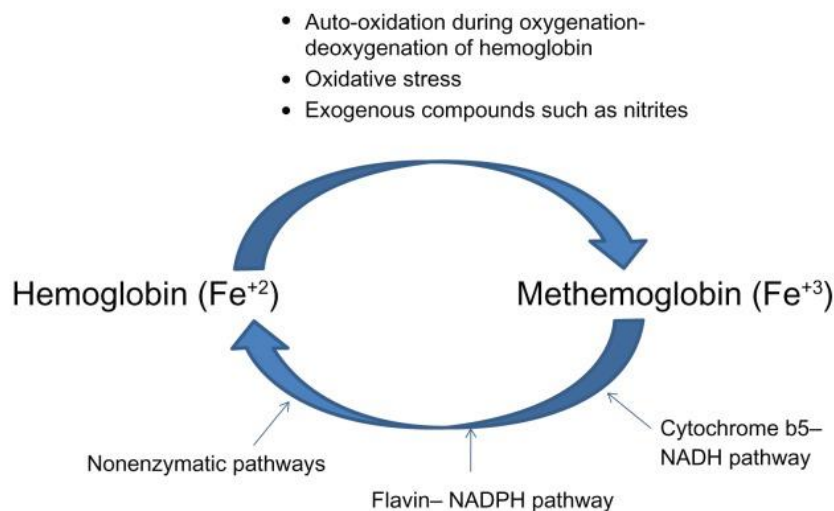 • Auto-oxidation during oxygenation-
deoxygenation of hemoglobin
• Oxidative stress
• Exogenous compounds such as nitrites
Hemoglobin (Fe⁺²)
Methemoglobin (Fe⁺³)
Nonenzymatic pathways
Flavin– NADPH pathway
Cytochrome b5–
NADH pathway